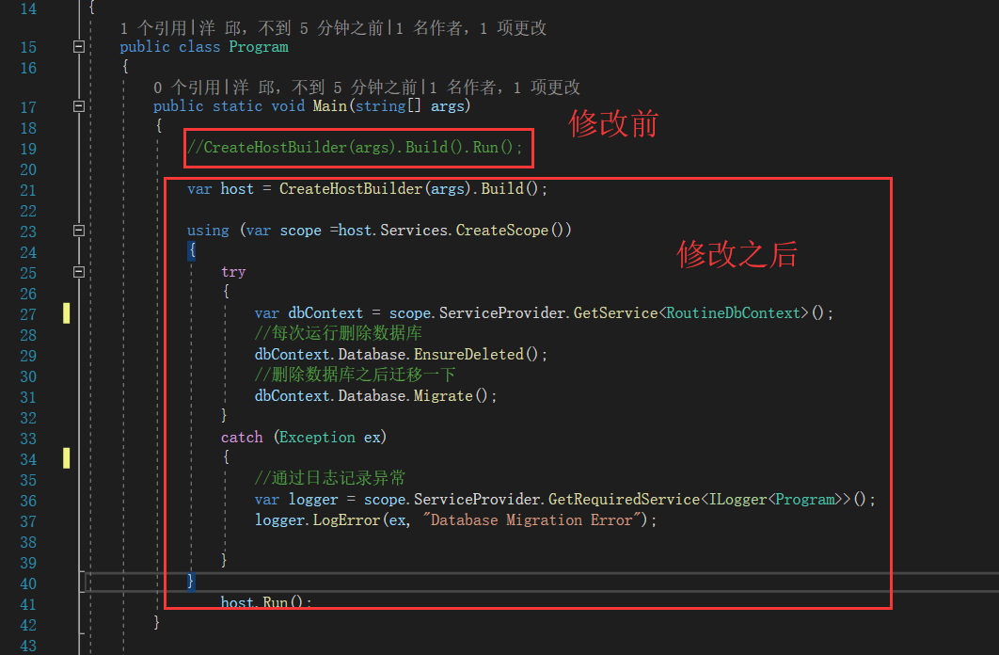 14 {
1 个引用|洋 邱，不到 5 分钟之前|1 名作者，1 项更改
15 public class Program
16 {
0 个引用|洋 邱，不到 5 分钟之前|1 名作者，1 项更改
17 public static void Main(string[] args)
18 {
修改前
19 //CreateHostBuilder(args).Build().Run();
20
21 var host = CreateHostBuilder(args).Build();
22
23 using (var scope =host.Services.CreateScope())
24 {
修改之后
25 try
26 {
27 var dbContext = scope.ServiceProvider.GetService<RoutineDbContext>();
28 //每次运行删除数据库
29 dbContext.Database.EnsureDeleted();
30 //删除数据库之后迁移一下
31 dbContext.Database.Migrate();
32 }
33 catch (Exception ex)
34 {
35 //通过日志记录异常
36 var logger = scope.ServiceProvider.GetRequiredService<ILogger<Program>>();
37 logger.LogError(ex, "Database Migration Error");
38
39 }
40 }
41 host.Run();
42 }
43